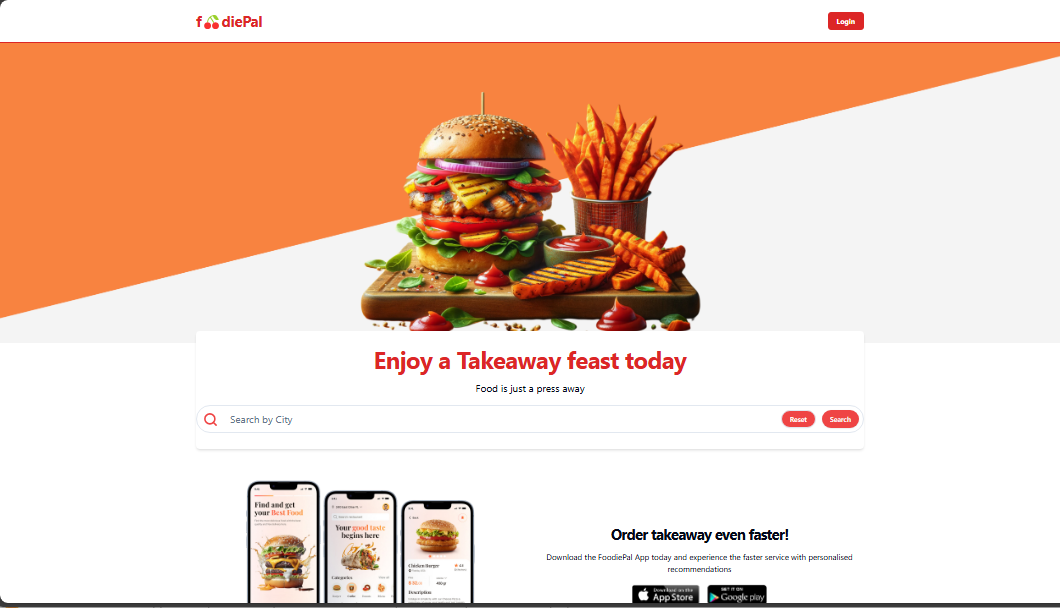 f diePal
Login
Enjoy a Takeaway feast today
Food is just a press away
Search by City
Reset
Search
Find and get
your Best Food
Your good taste
begins here
Categories
Chicken Burger
Description
Order takeaway even faster!
Download the FoodiePal App today and experience the faster service with personalised
recommendations
Download on the
App Store
GET IT ON
Google play